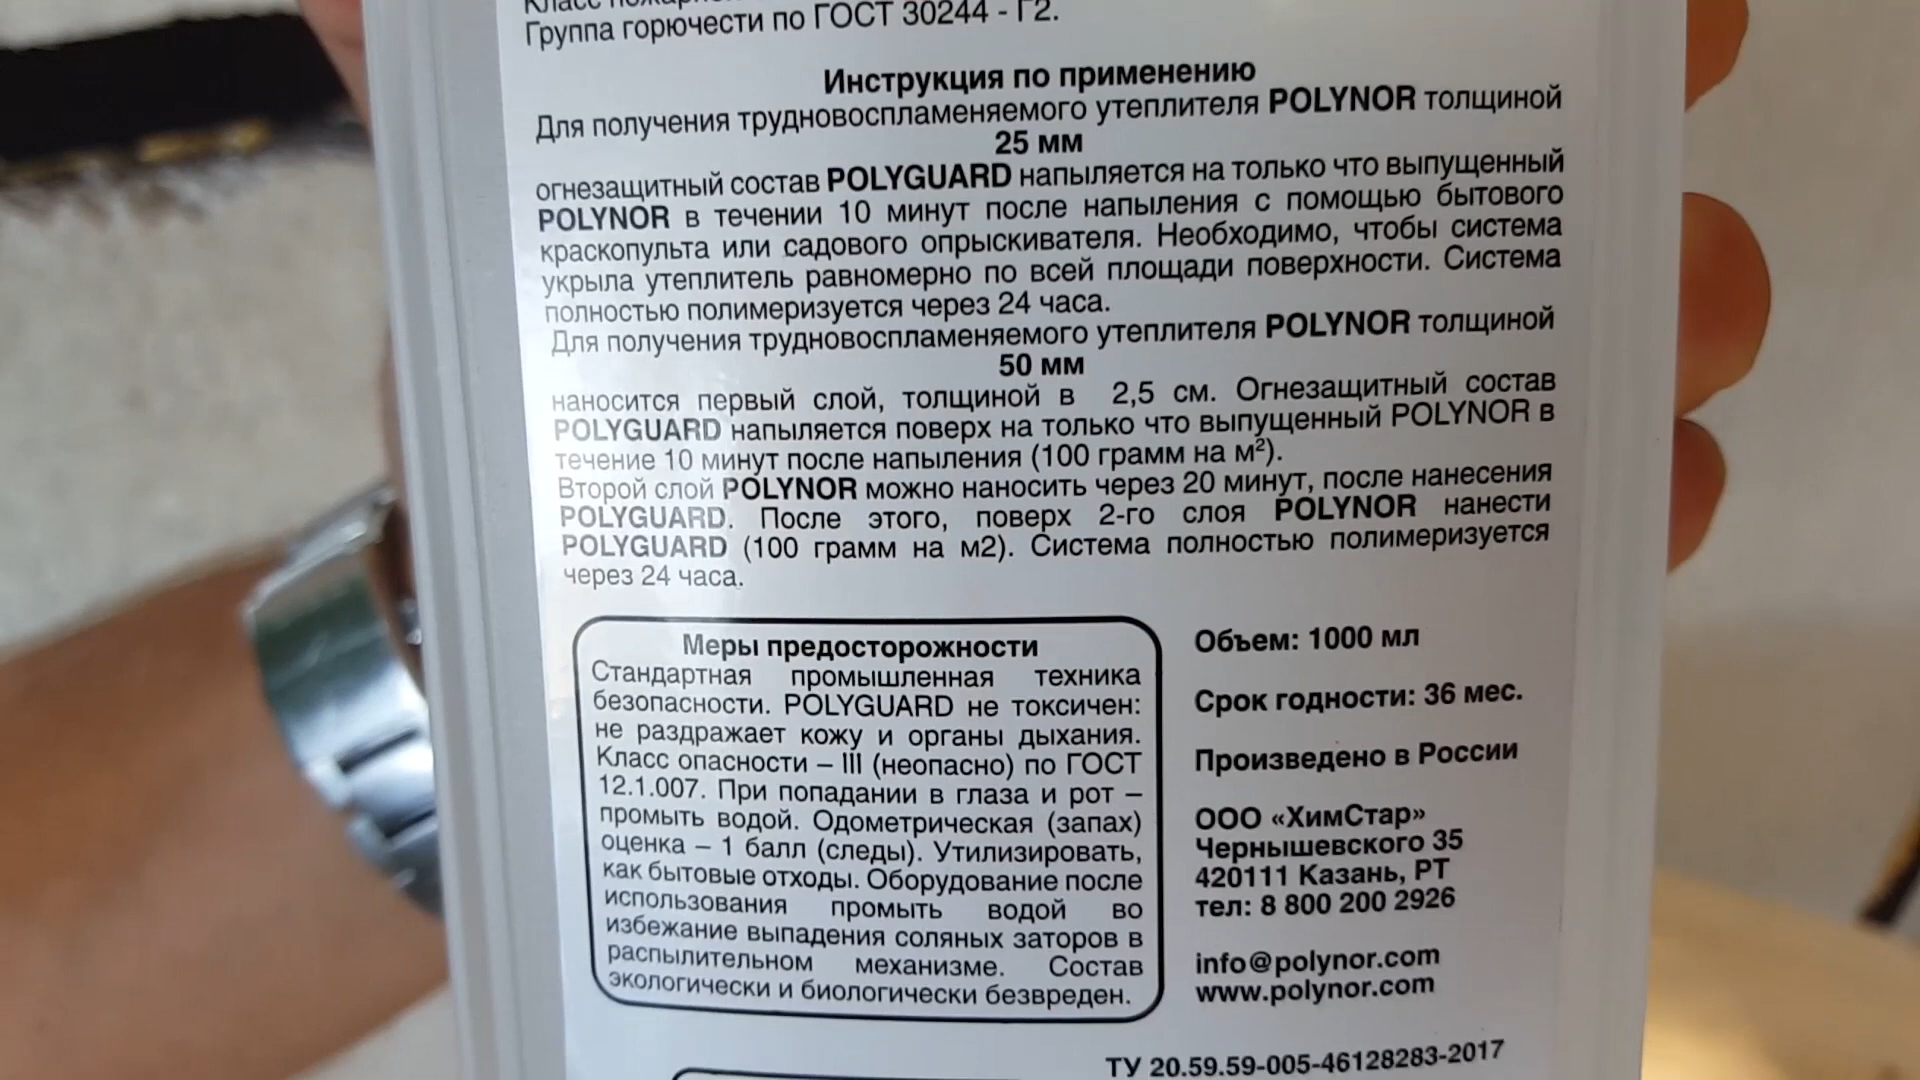 Класс
Группа горючести по ГОСТ 30244 - Г2.
Инструкция по применению
Для получения трудновоспламеняемого утеплителя POLYNOR толщиной
25 мм
огнезащитный состав POLYGUARD напыляется на только что выпущенный
POLYNOR в течении 10 минут после напыления с помощью бытового
краскопульта или садового опрыскивателя. Необходимо, чтобы система
укрыла утеплитель равномерно по всей площади поверхности. Система
полностью полимеризуется через 24 часа.
Для получения трудновоспламеняемого утеплителя POLYNOR толщиной
50 мм
наносится первый слой, толщиной в 2,5 см. Огнезащитный состав
POLYGUARD напыляется поверх на только что выпущенный POLYNOR в
течение 10 минут после напыления (100 грамм на м²).
Второй слой POLYNOR можно наносить через 20 минут, после нанесения
POLYGUARD. После этого, поверх 2-го слоя POLYNOR нанести
POLYGUARD (100 грамм на м2). Система полностью полимеризуется
через 24 часа.
Меры предосторожности
Стандартная промышленная техника
безопасности. POLYGUARD не токсичен:
не раздражает кожу и органы дыхания.
Класс опасности – III (неопасно) по ГОСТ
12.1.007. При попадании в глаза и рот –
промыть водой. Одометрическая (запах)
оценка – 1 балл (следы). Утилизировать,
как бытовые отходы. Оборудование после
использования промыть водой во
избежание выпадения соляных заторов в
распылительном механизме. Состав
экологически и биологически безвреден.
Объем: 1000 мл
Срок годности: 36 мес.
Произведено в России
ООО «ХимСтар»
Чернышевского 35
420111 Казань, РТ
тел: 8 800 200 2926
info@polynor.com
www.polynor.com
ТУ 20.59.59-005-46128283-2017